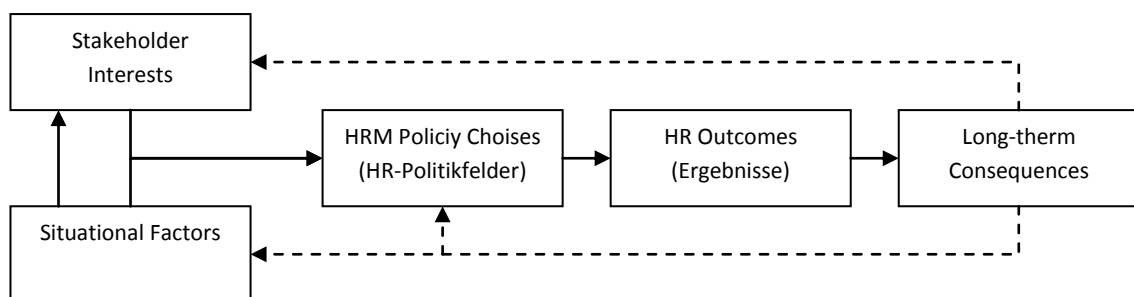 Stakeholder
Interests
HRM Policiy Choises
(HR-Politikfelder)
HR Outcomes
(Ergebnisse)
Long-therm
Consequences
Situational Factors